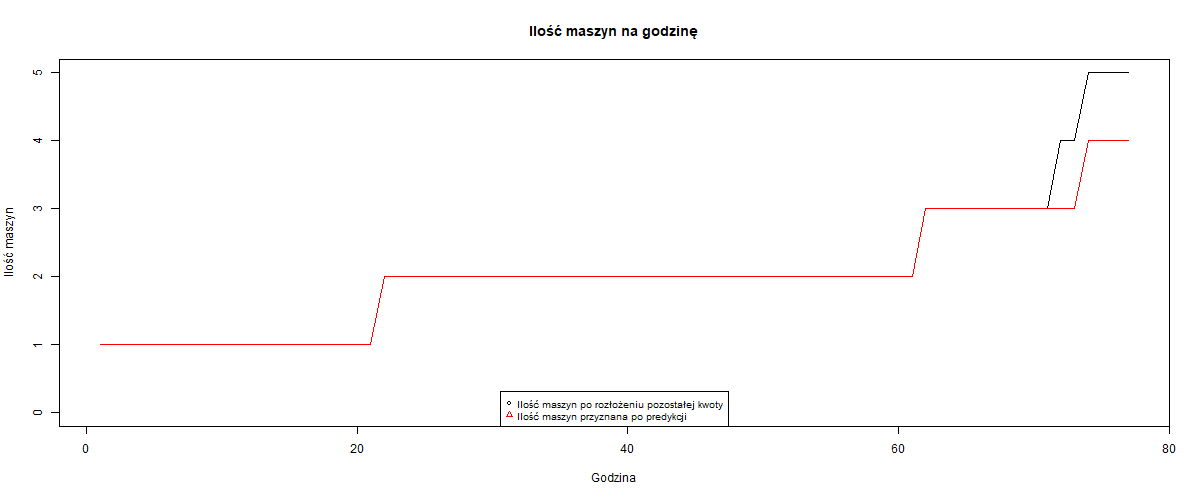 Ilość maszyn na godzinę
Ilość maszyn
5
4
3
2
1
0
Ilość maszyn po rozłożeniu pozostałej kwoty
Ilość maszyn przyznana po predykcji
0 20 40 60 80
Godzina